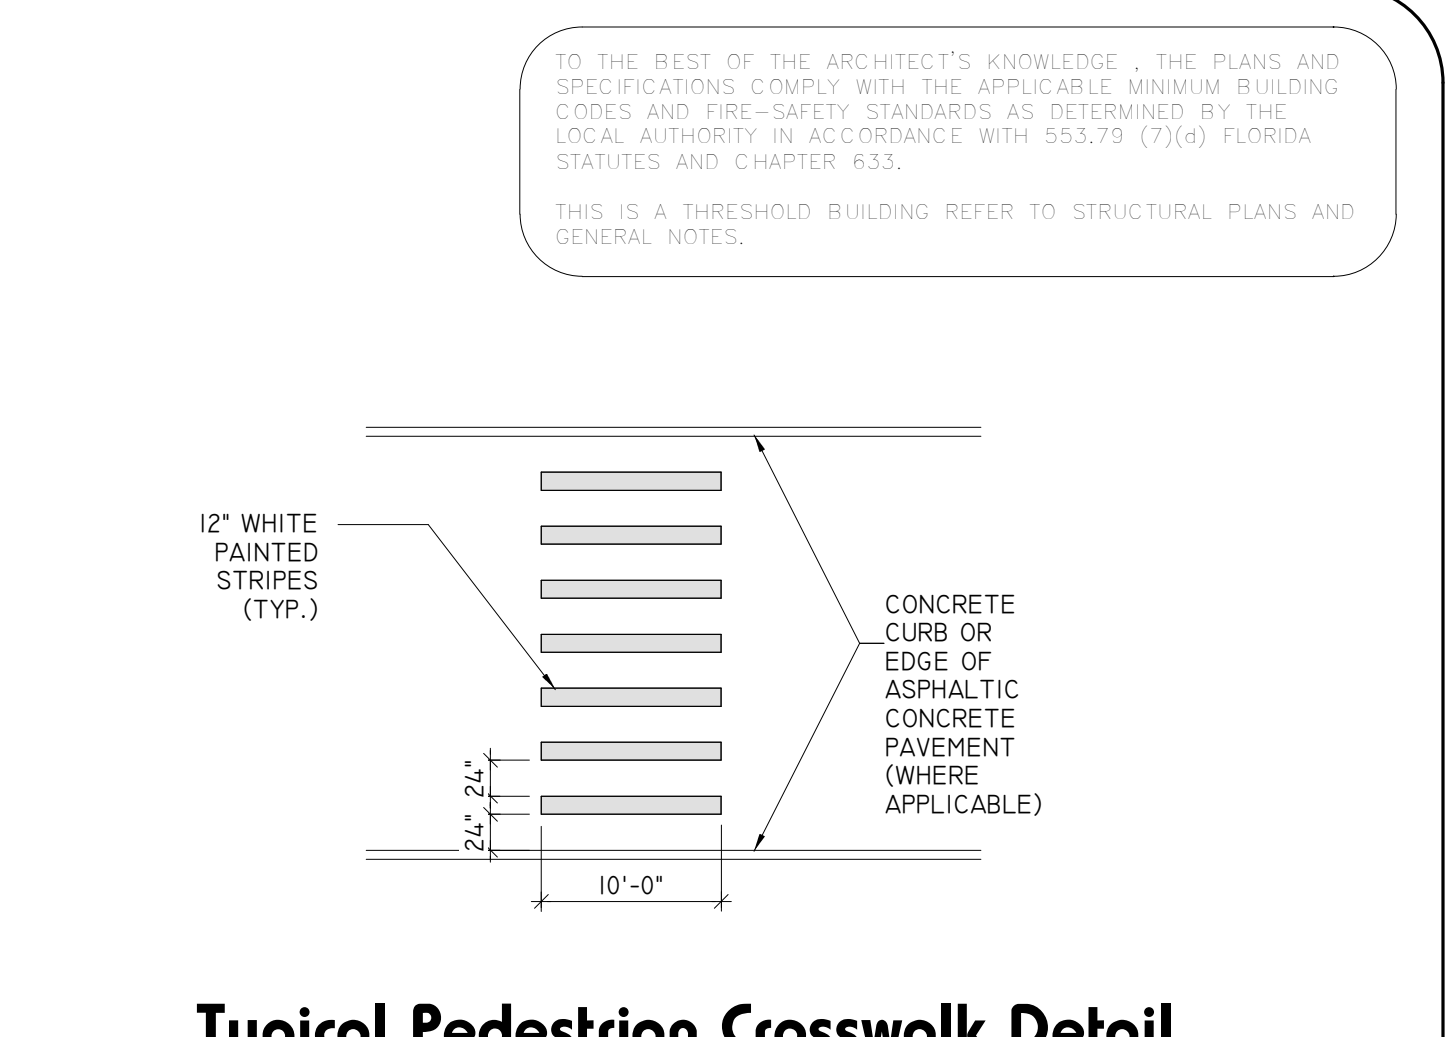 TO THE BEST OF THE ARCHITECT'S KNOWLEDGE , THE PLANS AND
SPECIFICATIONS COMPLY WITH THE APPLICABLE MINIMUM BUILDING
CODES AND FIRE-SAFETY STANDARDS AS DETERMINED BY THE
LOCAL AUTHORITY IN ACCORDANCE WITH 553.79 (7)(d) FLORIDA
STATUTES AND CHAPTER 633.
THIS IS A THRESHOLD BUILDING REFER TO STRUCTURAL PLANS AND
GENERAL NOTES.
12" WHITE
PAINTED
STRIPES
(TYP.)
CONCRETE
CURB OR
EDGE OF
ASPHALTIC
CONCRETE
PAVEMENT
(WHERE
APPLICABLE)
24"
24"
10'-0"
Typical Pedestrian Crosswalk Detail